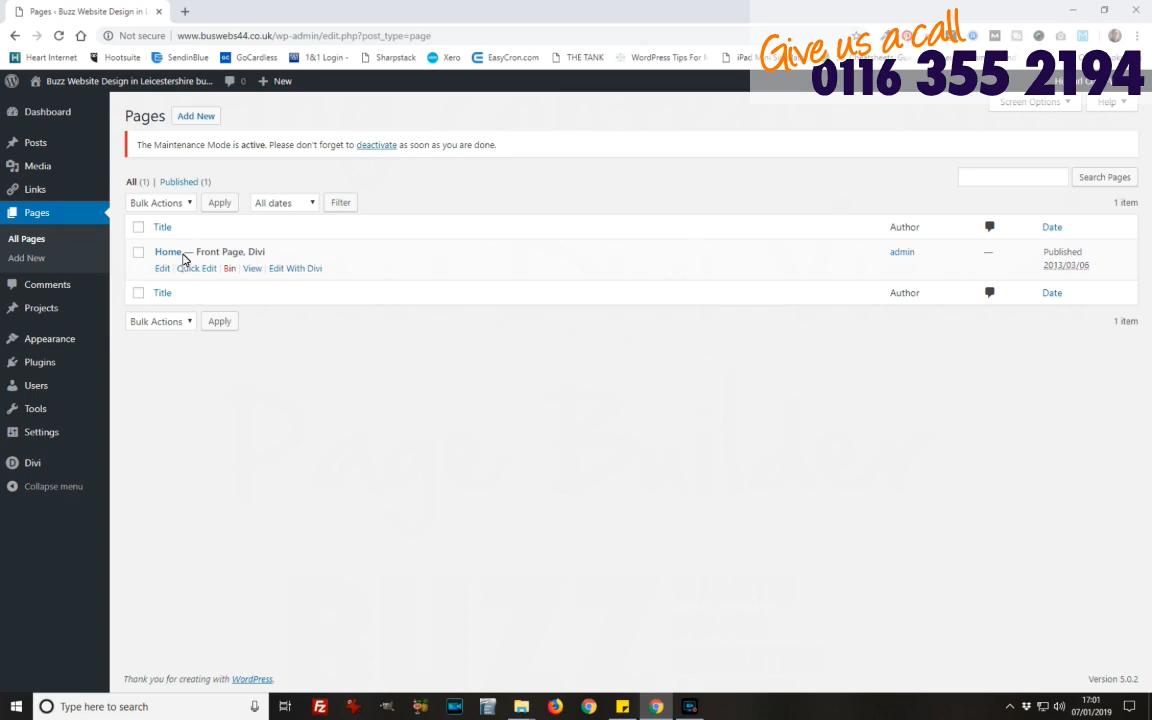 Pages ‹ Buzz Website Design in L
Not secure
www.buswebs44.co.uk/wp-admin/edit.php?post_type=page
Give us a call
0116 355 2194
Heart Internet
Hootsuite
SendinBlue
GoCardless
1&1 Login -
Sharpstack
Xero
EasyCron.com
THE TANK
WordPress Tips For
iPad
Buzz Website Design in Leicestershire bu...
0
New
Dashboard
Posts
Media
Links
Pages
All Pages
Add New
Comments
Projects
Appearance
Plugins
Users
Tools
Settings
Divi
Collapse menu
Screen Options
Help
Pages
Add New
The Maintenance Mode is active. Please don't forget to deactivate as soon as you are done.
All (1) | Published (1)
Search Pages
Bulk Actions
Apply
All dates
Filter
1 item
Title
Author
Date
Home — Front Page, Divi
admin
—
Published
2013/03/06
Edit | Quick Edit | Bin | View | Edit With Divi
Title
Author
Date
Bulk Actions
Apply
1 item
Thank you for creating with WordPress.
Version 5.0.2
Type here to search
17:01
07/01/2019